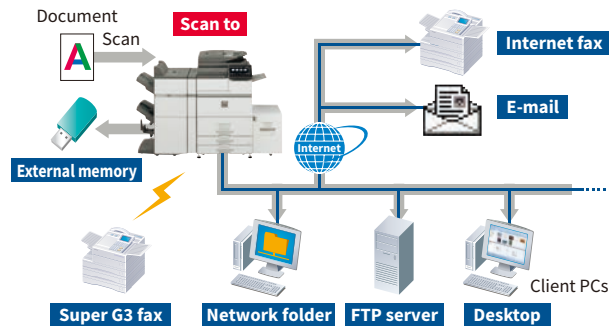 Document
Scan
A
Scan to
Internet fax
E-mail
Internet
External memory
Super G3 fax
Network folder
FTP server
Desktop
Client PCs